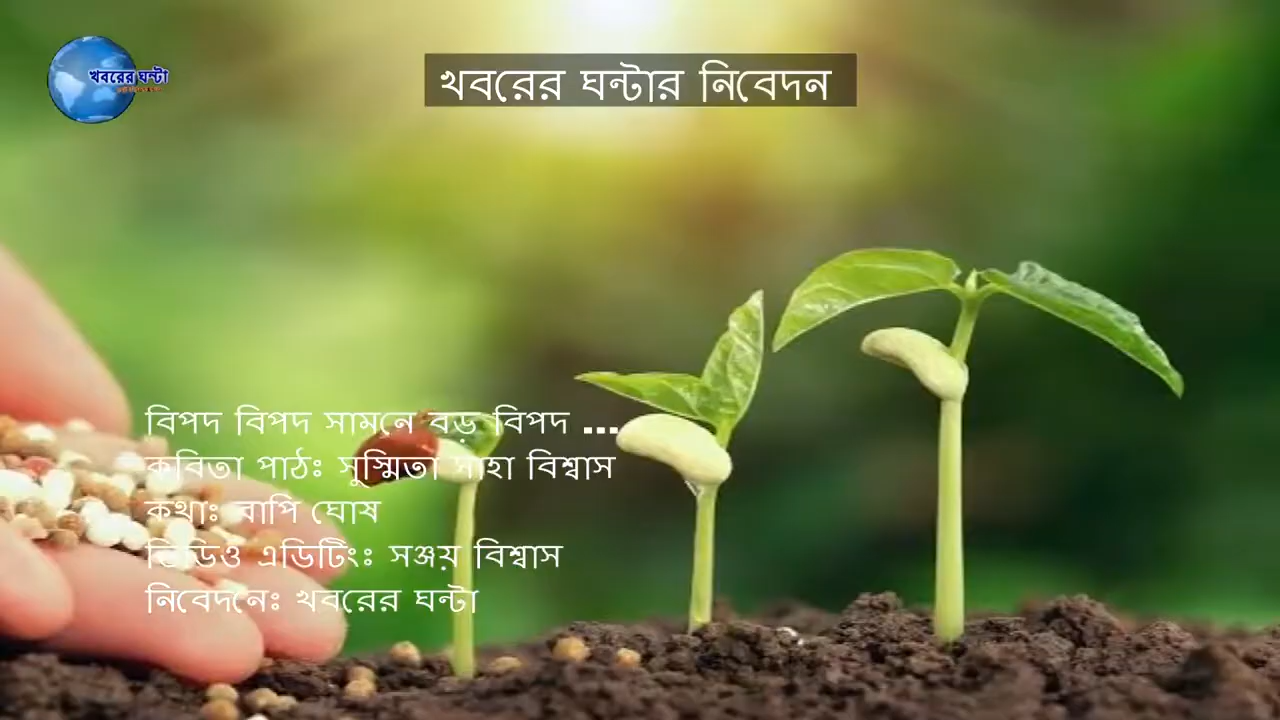 খবরের ঘন্টা
খবরের ঘন্টার নিবেদন
বিপদ বিপদ সামনে বড় বিপদ ...
কবিতা পাঠঃ সুস্মিতা সাহা বিশ্বাস
কথাঃ বাপি ঘোষ
ভিডিও এডিটিংঃ সঞ্জয় বিশ্বাস
নিবেদনেঃ খবরের ঘন্টা